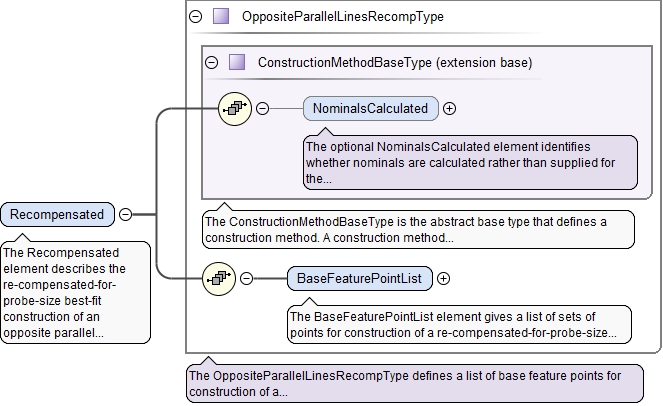 OppositeParallelLinesRecompType
ConstructionMethodBaseType (extension base)
NominalsCalculated
The optional NominalsCalculated element identifies
whether nominals are calculated rather than supplied for
the...
The ConstructionMethodBaseType is the abstract base type that defines a
construction method. A construction method...
Recompensated
The Recompensated
element describes the
re-compensated-for-
probe-size best-fit
construction of an
opposite parallel...
BaseFeaturePointList
The BaseFeaturePointList element gives a list of sets of
points for construction of a re-compensated-for-probe-size...
The OppositeParallelLinesRecompType defines a list of base feature points for
construction of a...